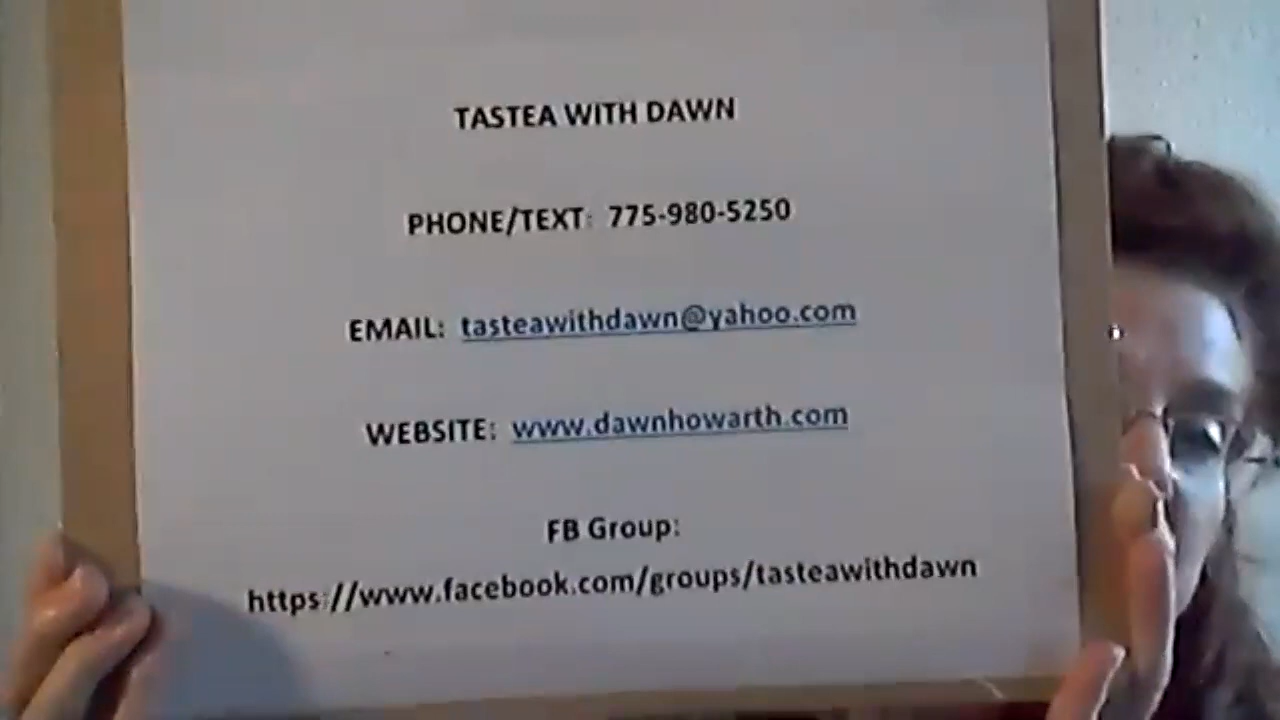 TASTEA WITH DAWN
PHONE/TEXT: 775-980-5250
EMAIL: tasteawithdawn@yahoo.com
WEBSITE: www.dawnhowarth.com
FB Group:
https://www.facebook.com/groups/tasteawithdawn